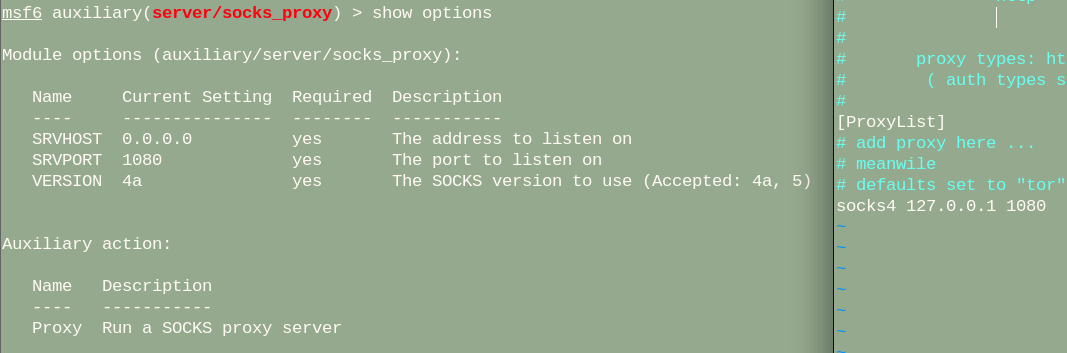 msf6 auxiliary(server/socks_proxy) > show options
Module options (auxiliary/server/socks_proxy):
Name     Current Setting  Required  Description
----     ---------------  --------  -----------
SRVHOST  0.0.0.0          yes       The address to listen on
SRVPORT  1080             yes       The port to listen on
VERSION  4a               yes       The SOCKS version to use (Accepted: 4a, 5)
Auxiliary action:
Name   Description
----   -----------
Proxy  Run a SOCKS proxy server
#
#
#
#       proxy types: ht
#        ( auth types s
#
[ProxyList]
# add proxy here ...
# meanwile
# defaults set to "tor"
socks4 127.0.0.1 1080
~
~
~
~
~
~
~